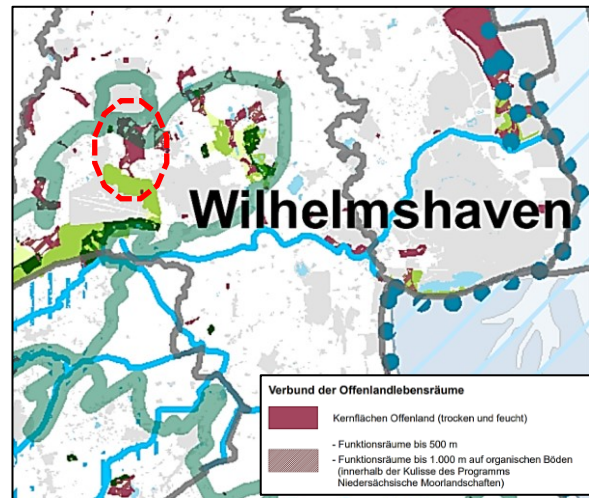 Wilhelmshaven
Verbund der Offenlandlebensräume
Kernflächen Offenland (trocken und feucht)
- Funktionsräume bis 500 m
- Funktionsräume bis 1.000 m auf organischen Böden
(innerhalb der Kulisse des Programms
Niedersächsische Moorlandschaften)